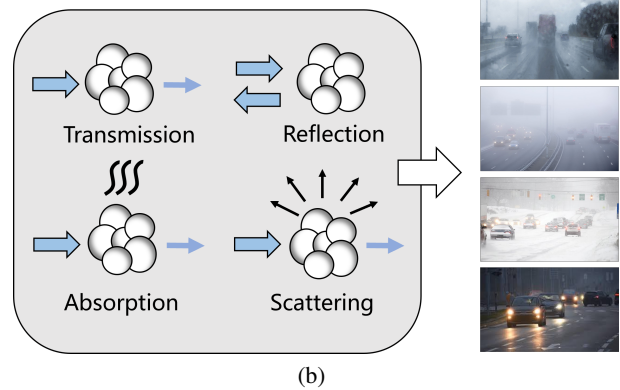 Transmission
Reflection
Absorption
Scattering
(b)